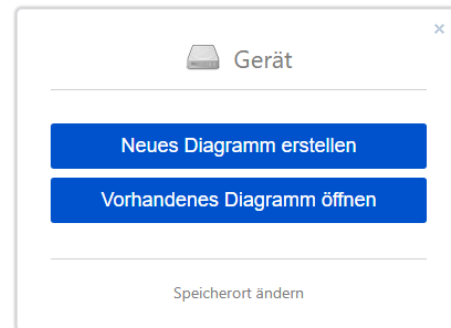 ×
Gerät
Neues Diagramm erstellen
Vorhandenes Diagramm öffnen
Speicherort ändern